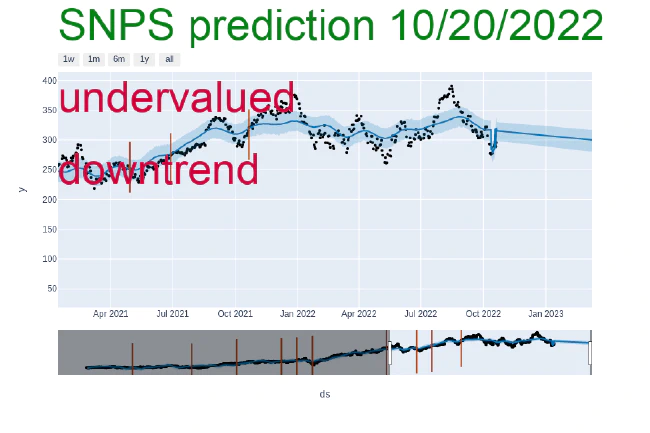 SNPS prediction 10/20/2022
1w 1m 6m 1y all
400
undervalued
350
300
downtrend
250
y
200
150
100
50
Apr 2021 Jul 2021 Oct 2021 Jan 2022 Apr 2022 Jul 2022 Oct 2022 Jan 2023
ds